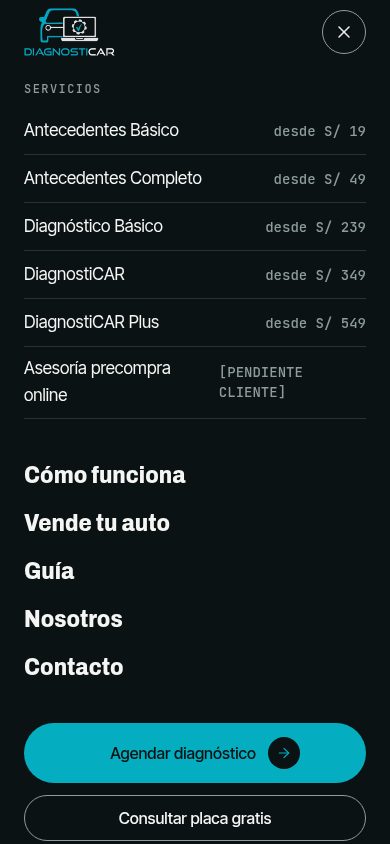 DIAGNOSTICAR
SERVICIOS
Antecedentes Básico desde S/ 19
Antecedentes Completo desde S/ 49
Diagnóstico Básico desde S/ 239
DiagnostiCAR desde S/ 349
DiagnostiCAR Plus desde S/ 549
Asesoría precompra
online
[PENDIENTE
CLIENTE]
Cómo funciona
Vende tu auto
Guía
Nosotros
Contacto
Agendar diagnóstico
Consultar placa gratis